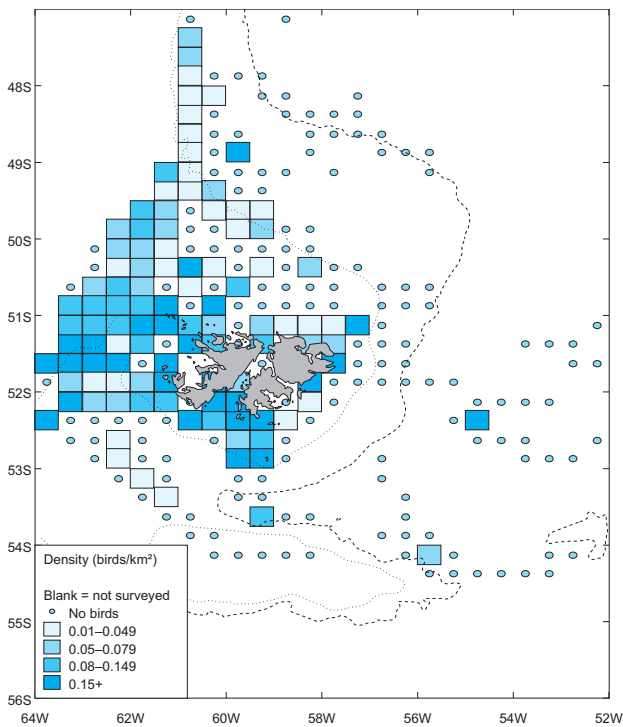 48S
49S
50S
51S
52S
53S
54S
55S
56S
Density (birds/km²)
Blank = not surveyed
No birds
0.01–0.049
0.05–0.079
0.08–0.149
0.15+
64W 62W 60W 58W 56W 54W 52W